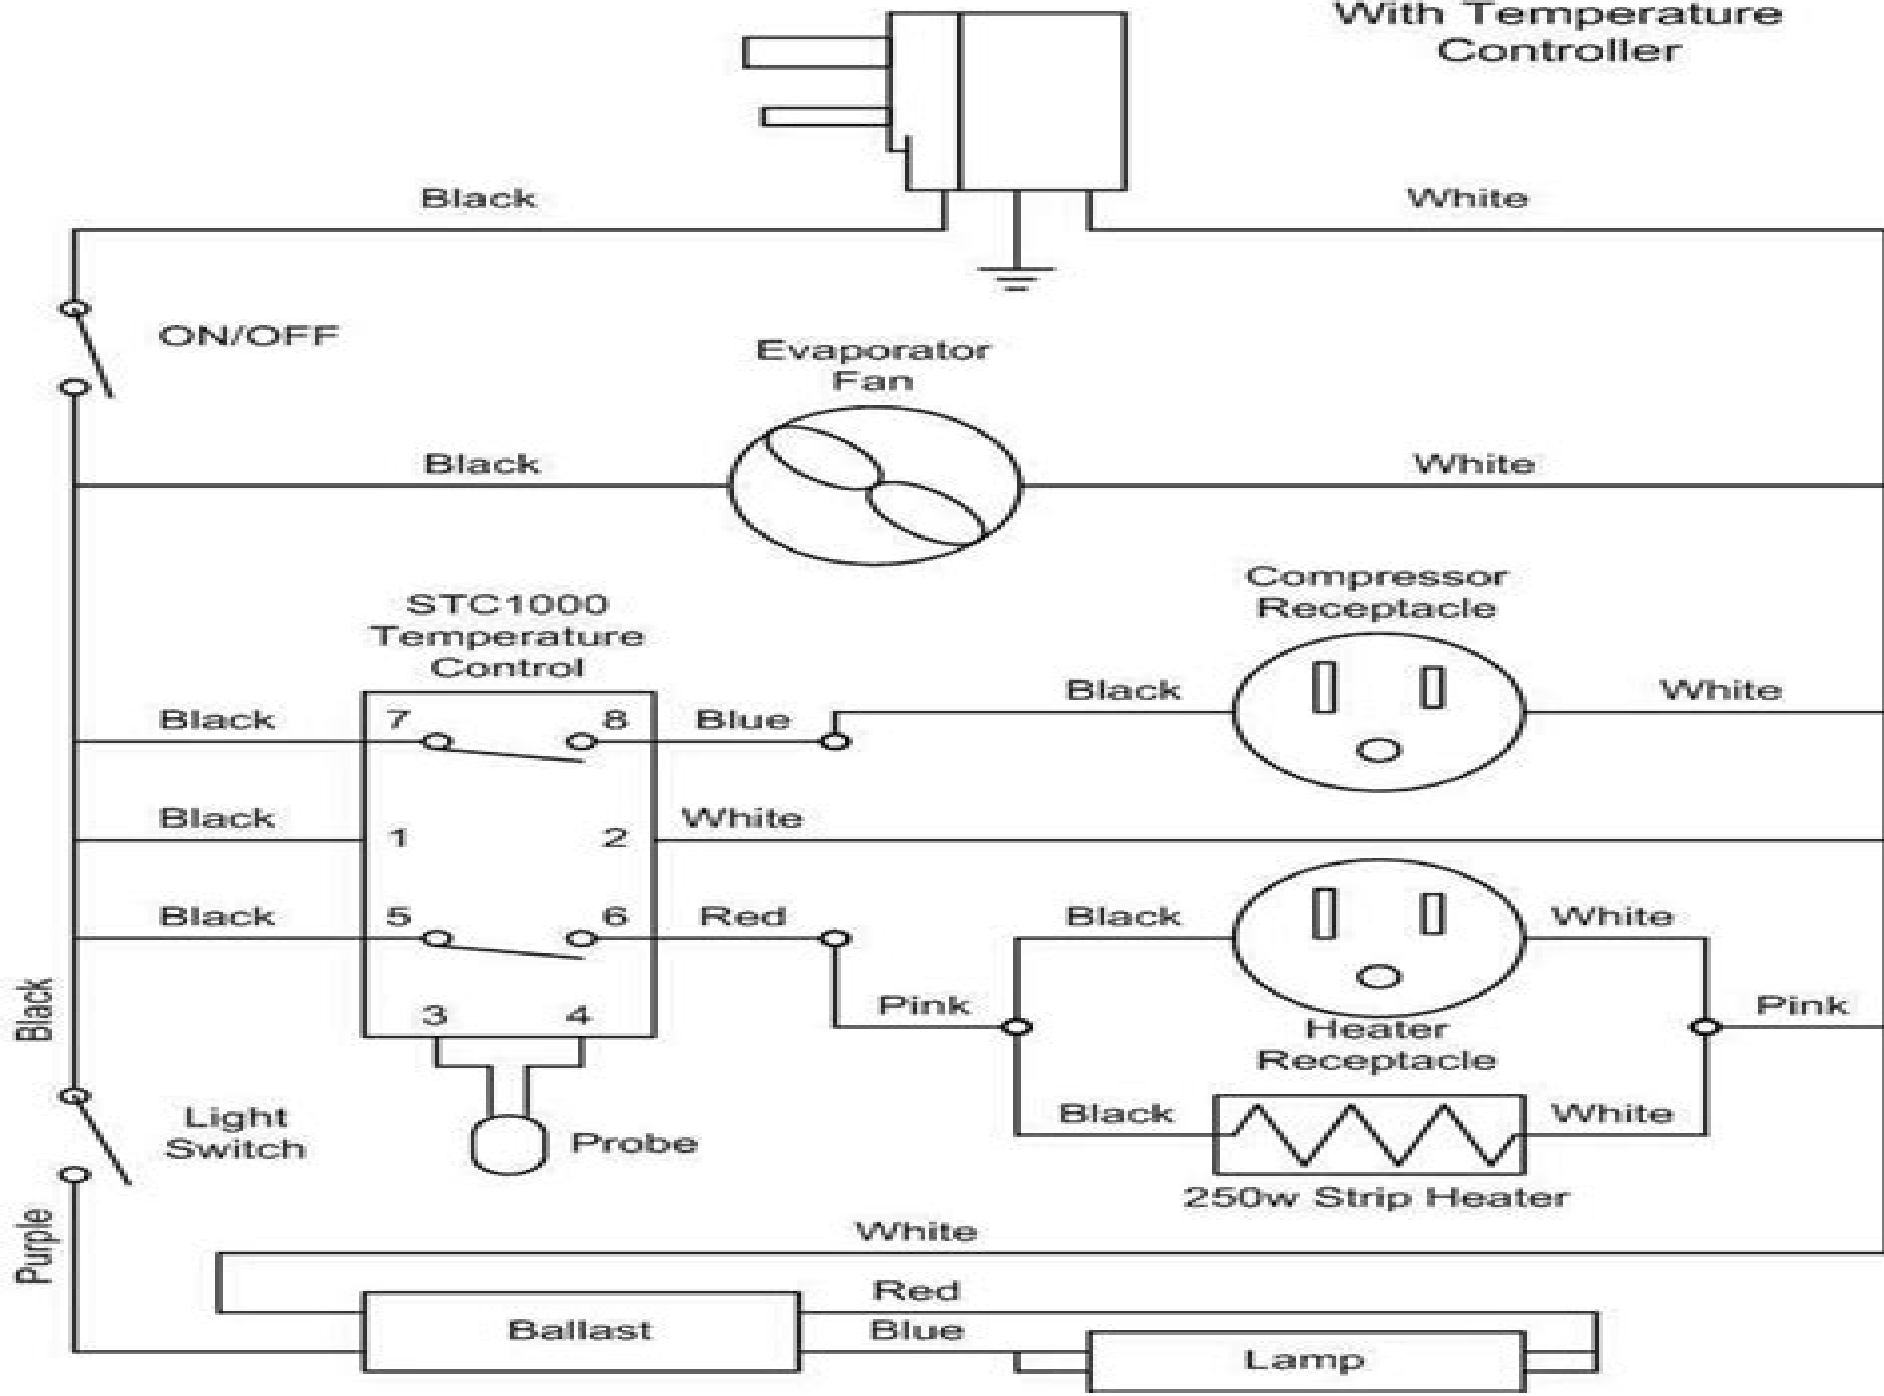 With Temperature
Controller
Black
White
ON/OFF
Evaporator
Fan
Black
White
Compressor
Receptacle
STC1000
Temperature
Control
Black
7
8
Blue
Black
White
Black
1
2
White
Black
5
6
Red
Black
White
3
4
Pink
Pink
Heater
Receptacle
Black
Light
Switch
Probe
Black
White
250w Strip Heater
Purple
White
Red
Ballast
Blue
Lamp